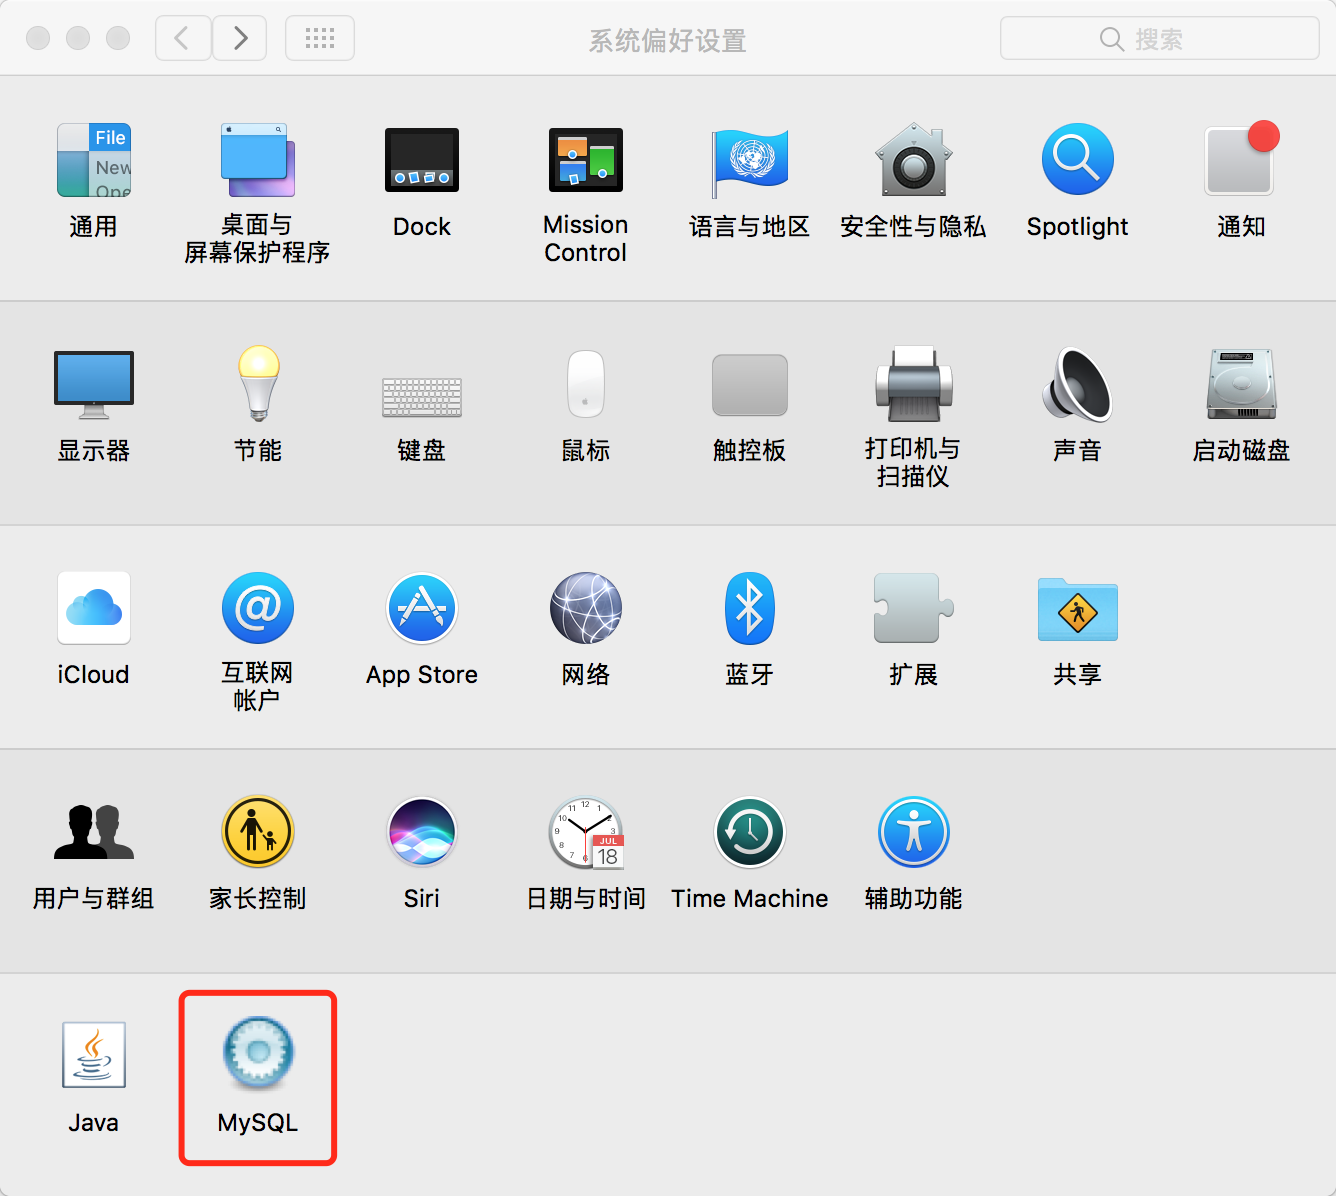 系统偏好设置
搜索
File
New
Ope
通用
桌面与
屏幕保护程序
Dock
Mission
Control
语言与地区
安全性与隐私
Spotlight
通知
显示器
节能
键盘
鼠标
触控板
打印机与
扫描仪
声音
启动磁盘
iCloud
互联网
帐户
App Store
网络
蓝牙
扩展
共享
用户与群组
家长控制
Siri
JUL
18
日期与时间
Time Machine
辅助功能
Java
MySQL